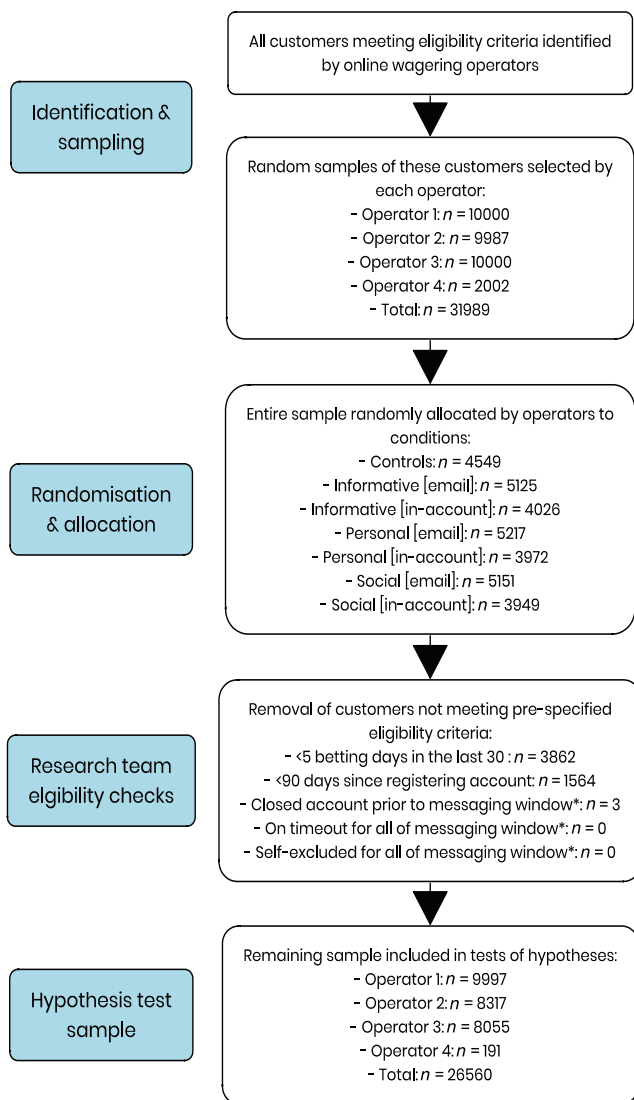 All customers meeting eligibility criteria identified
by online wagering operators
Identification &
sampling
Random samples of these customers selected by
each operator:
- Operator 1: n = 10000
- Operator 2: n = 9987
- Operator 3: n = 10000
- Operator 4: n = 2002
- Total: n = 31989
Entire sample randomly allocated by operators to
conditions:
- Controls: n = 4549
- Informative [email]: n = 5125
- Informative [in-account]: n = 4026
- Personal [email]: n = 5217
- Personal [in-account]: n = 3972
- Social [email]: n = 5151
- Social [in-account]: n = 3949
Randomisation
& allocation
Removal of customers not meeting pre-specified
eligibility criteria:
- <5 betting days in the last 30 : n = 3862
- <90 days since registering account: n = 1564
- Closed account prior to messaging window*: n = 3
- On timeout for all of messaging window*: n = 0
- Self-excluded for all of messaging window*: n = 0
Research team
elgibility checks
Remaining sample included in tests of hypotheses:
- Operator 1: n = 9997
- Operator 2: n = 8317
- Operator 3: n = 8055
- Operator 4: n = 191
- Total: n = 26560
Hypothesis test
sample